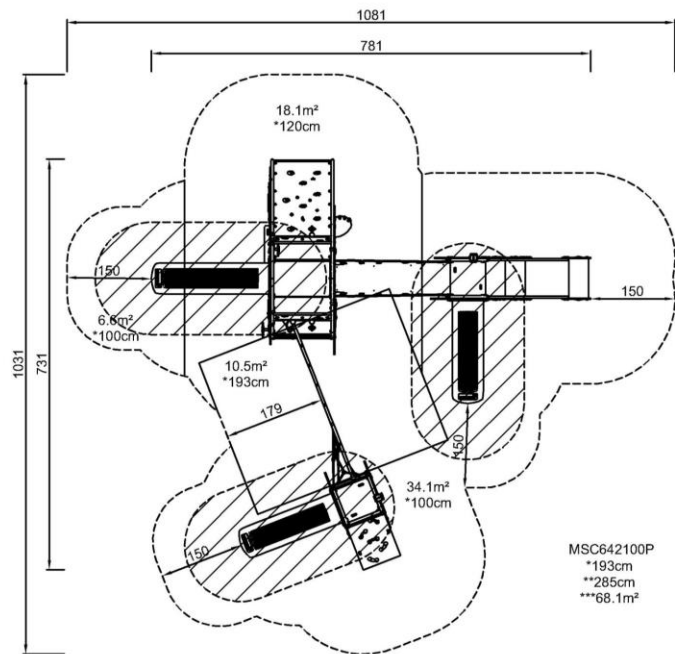 1081
781
18.1m²
*120cm
150
150
6.6m²
*100cm
1031
731
10.5m²
*193cm
179
150
34.1m²
*100cm
150
MSC642100P
*193cm
**285cm
***68.1m²